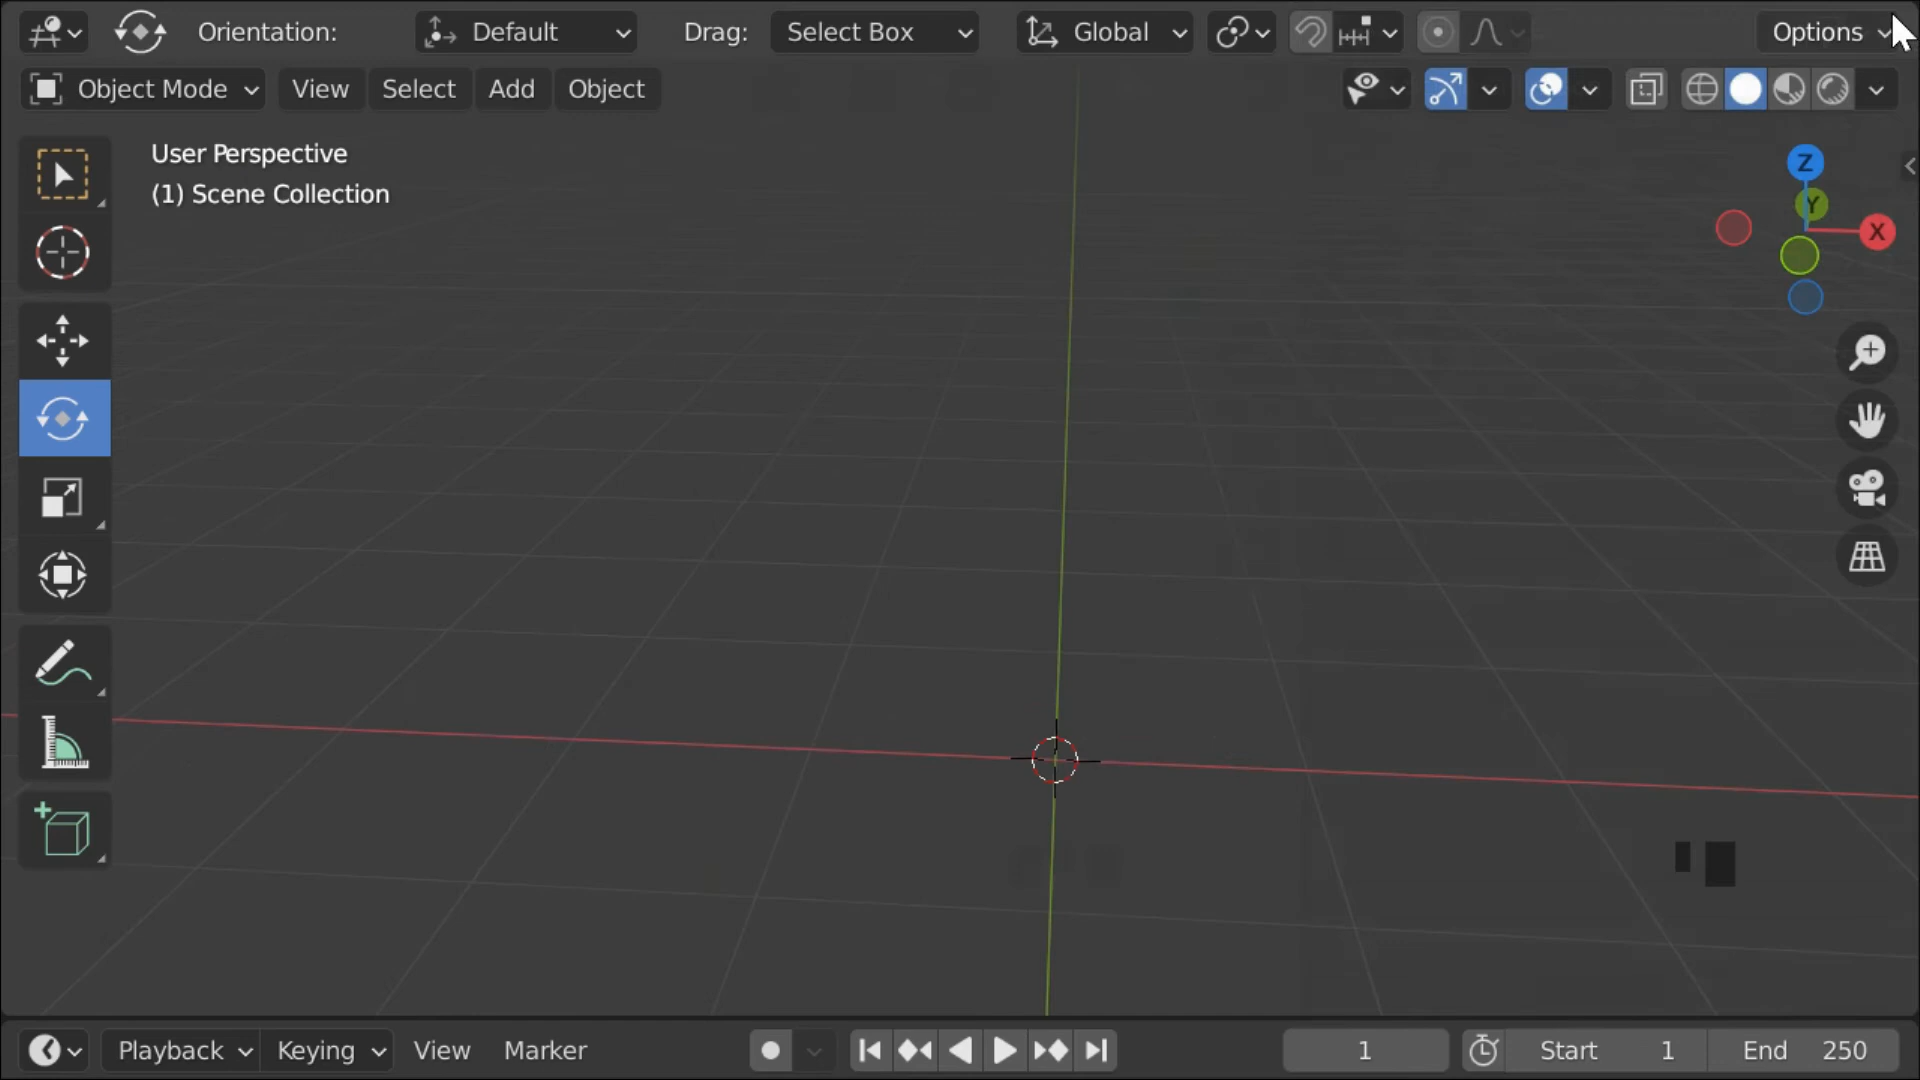 Orientation: Default Drag: Select Box Global Options
Object Mode View Select Add Object
User Perspective
(1) Scene Collection
Z
Y
X
Playback Keying View Marker 1 Start 1 End 250